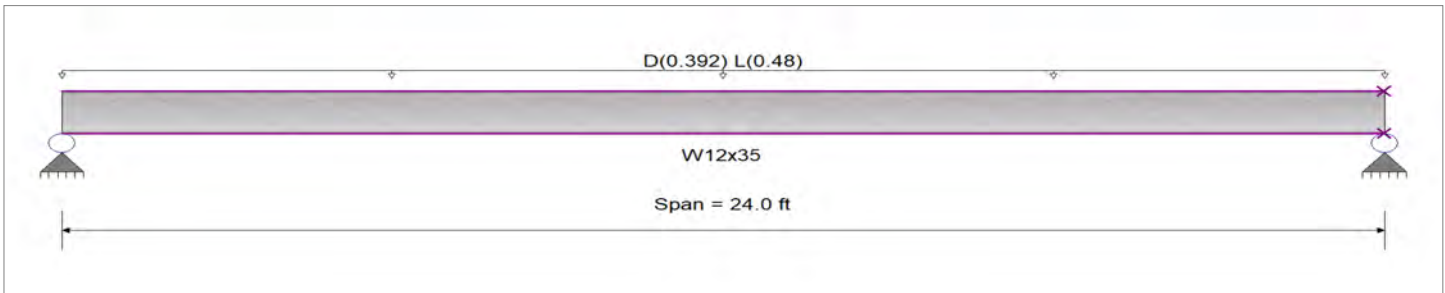 D(0.392) L(0.48)
W12x35
Span = 24.0 ft